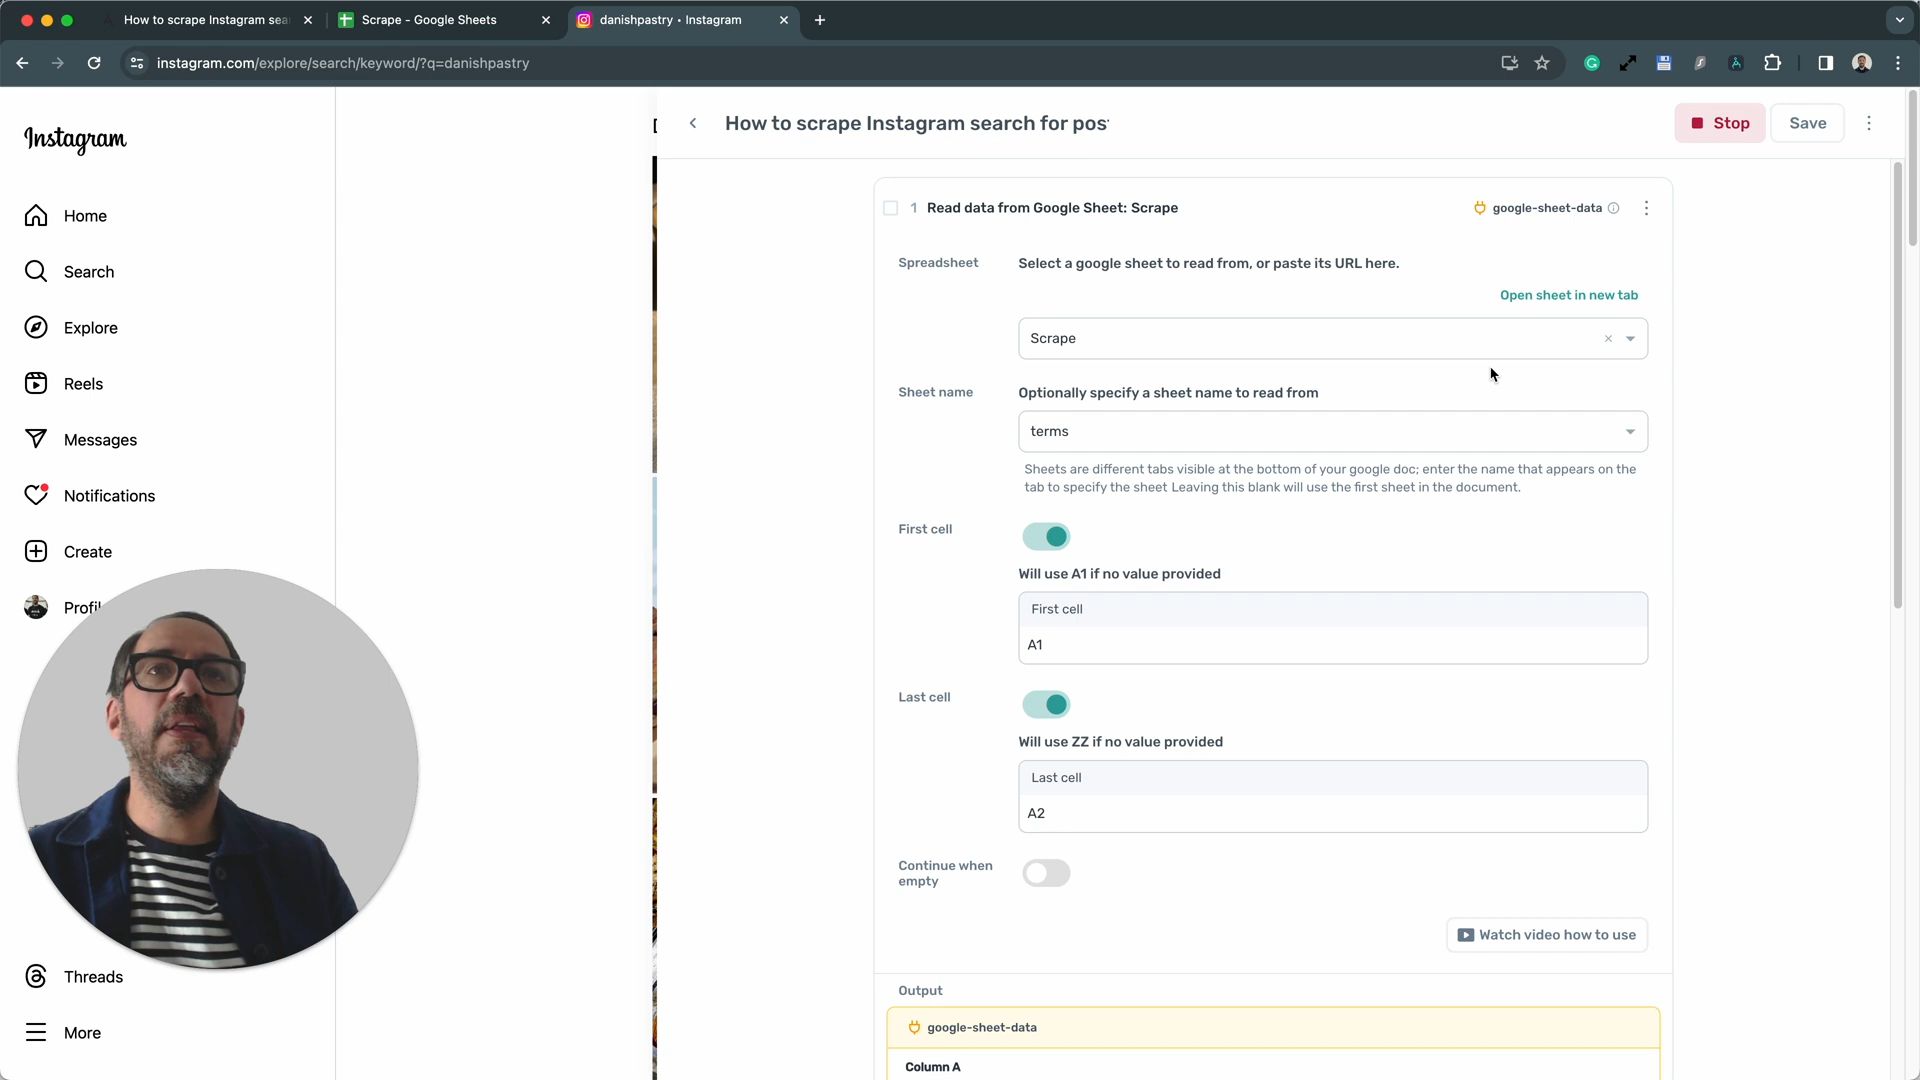 How to scrape Instagram sea
Scrape - Google Sheets
danishpastry • Instagram
instagram.com/explore/search/keyword/?q=danishpastry
Instagram
Home
Search
Explore
Reels
Messages
Notifications
Create
Profil
Threads
More
How to scrape Instagram search for pos
Stop
Save
1 Read data from Google Sheet: Scrape
google-sheet-data
Spreadsheet
Select a google sheet to read from, or paste its URL here.
Open sheet in new tab
Scrape
Sheet name
Optionally specify a sheet name to read from
terms
Sheets are different tabs visible at the bottom of your google doc; enter the name that appears on the
tab to specify the sheet Leaving this blank will use the first sheet in the document.
First cell
Will use A1 if no value provided
First cell
A1
Last cell
Will use ZZ if no value provided
Last cell
A2
Continue when
empty
Watch video how to use
Output
google-sheet-data
Column A